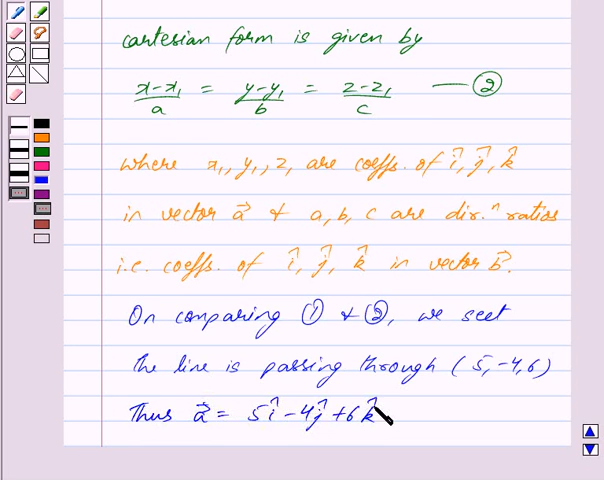 cartesian form is given by
x-x₁/a = y-y₁/b = z-z₁/c — ②
where x₁, y₁, z, are coeffs. of î, ĵ, k̂
in vector a⃗ & a, b, c are dir.ⁿ ratios
i.e. coeffs. of î, ĵ, k̂ in vector b⃗.
On comparing ① & ②, we seet
the line is passing through (5, -4, 6)
Thus a⃗ = 5î - 4ĵ + 6k̂